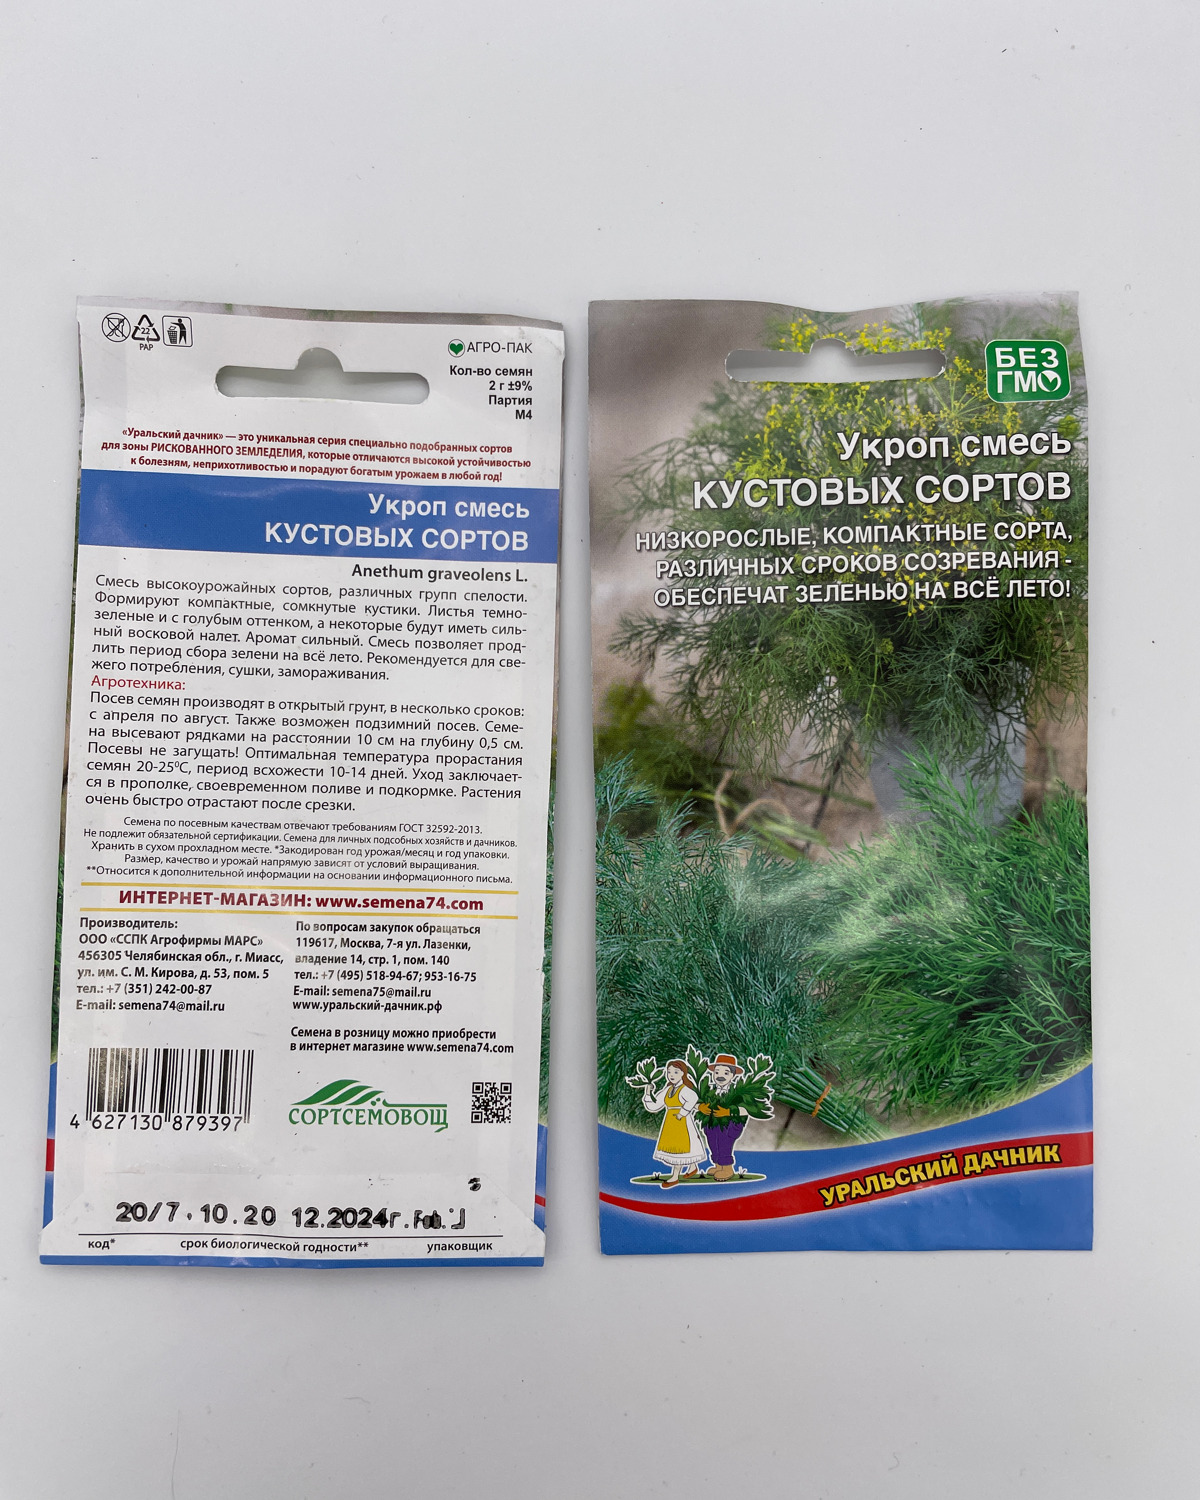 22
PAP
АГРО-ПАК
Кол-во семян
2 г ±9%
Партия
М4
«Уральский дачник» — это уникальная серия специально подобранных сортов
для зоны РИСКОВАННОГО ЗЕМЛЕДЕЛИЯ, которые отличаются высокой устойчивостью
к болезням, неприхотливостью и порадуют богатым урожаем в любой год!
Укроп смесь
КУСТОВЫХ СОРТОВ
Anethum graveolens L.
Смесь высокоурожайных сортов, различных групп спелости.
Формируют компактные, сомкнутые кустики. Листья темно-
зеленые и с голубым оттенком, а некоторые будут иметь силь-
ный восковой налет. Аромат сильный. Смесь позволяет прод-
лить период сбора зелени на всё лето. Рекомендуется для све-
жего потребления, сушки, замораживания.
Агротехника:
Посев семян производят в открытый грунт, в несколько сроков:
с апреля по август. Также возможен подзимний посев. Семе-
на высевают рядками на расстоянии 10 см на глубину 0,5 см.
Посевы не загущать! Оптимальная температура прорастания
семян 20-25⁰С, период всхожести 10-14 дней. Уход заключает-
ся в прополке, своевременном поливе и подкормке. Растения
очень быстро отрастают после срезки.
Семена по посевным качествам отвечают требованиям ГОСТ 32592-2013.
Не подлежит обязательной сертификации. Семена для личных подсобных хозяйств и дачников.
Хранить в сухом прохладном месте. *Закодирован год урожая/месяц и год упаковки.
Размер, качество и урожай напрямую зависят от условий выращивания.
**Относится к дополнительной информации на основании информационного письма.
ИНТЕРНЕТ-МАГАЗИН: www.semena74.com
Производитель:
ООО «ССПК Агрофирмы МАРС»
456305 Челябинская обл., г. Миасс,
ул. им. С. М. Кирова, д. 53, пом. 5
тел.: +7 (351) 242-00-87
E-mail: semena74@mail.ru
По вопросам закупок обращаться
119617, Москва, 7-я ул. Лазенки,
владение 14, стр. 1, пом. 140
тел.: +7 (495) 518-94-67; 953-16-75
E-mail: semena75@mail.ru
www.уральский-дачник.рф
Семена в розницу можно приобрести
в интернет магазине www.semena74.com
4 627130 879397
СОРТСЕМОВОЩ
20/7.10.20 12.2024г.
код* срок биологической годности** упаковщик
БЕЗ
ГМО
Укроп смесь
КУСТОВЫХ СОРТОВ
НИЗКОРОСЛЫЕ, КОМПАКТНЫЕ СОРТА,
РАЗЛИЧНЫХ СРОКОВ СОЗРЕВАНИЯ -
ОБЕСПЕЧАТ ЗЕЛЕНЬЮ НА ВСЁ ЛЕТО!
УРАЛЬСКИЙ ДАЧНИК